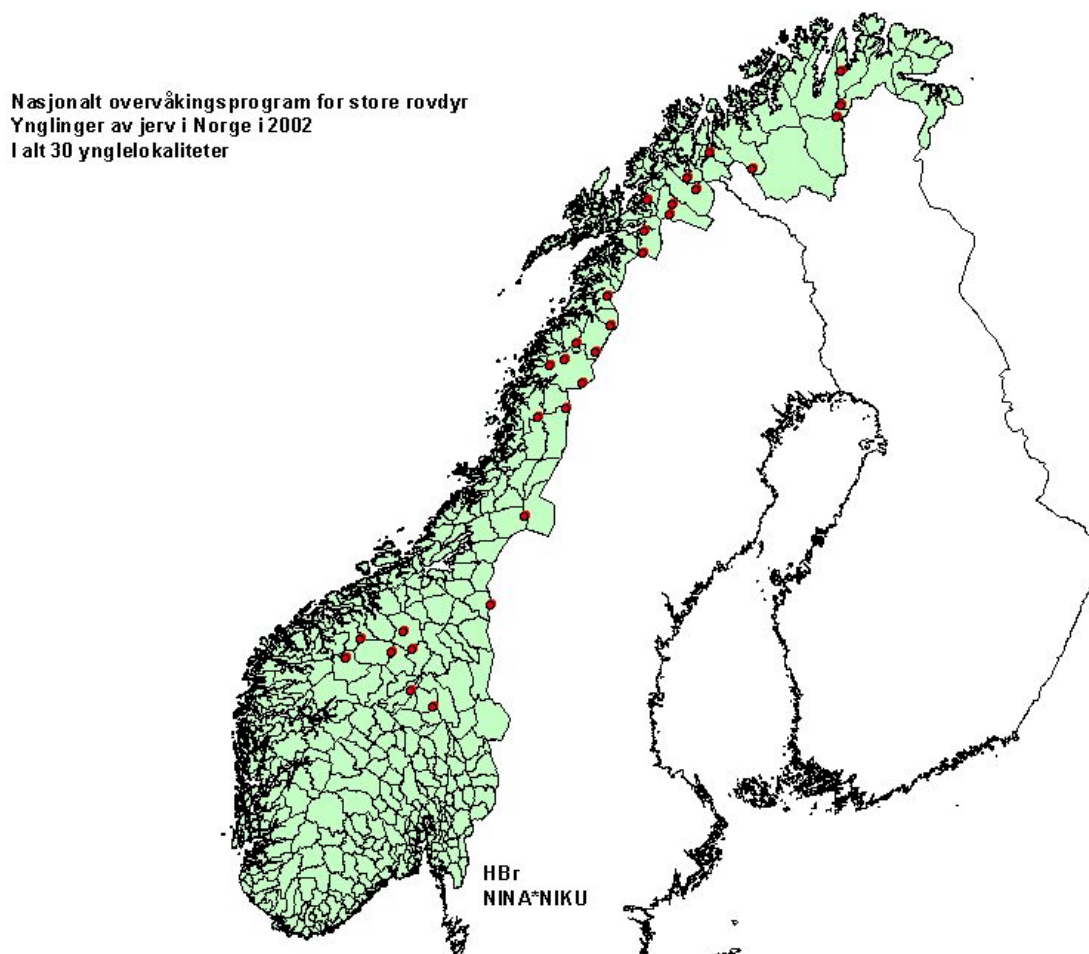 Nasjonalt overvåkingsprogram for store rovdyr
Ynglinger av jerv i Norge i 2002
I alt 30 ynglelokaliteter
HBr
NINA*NIKU